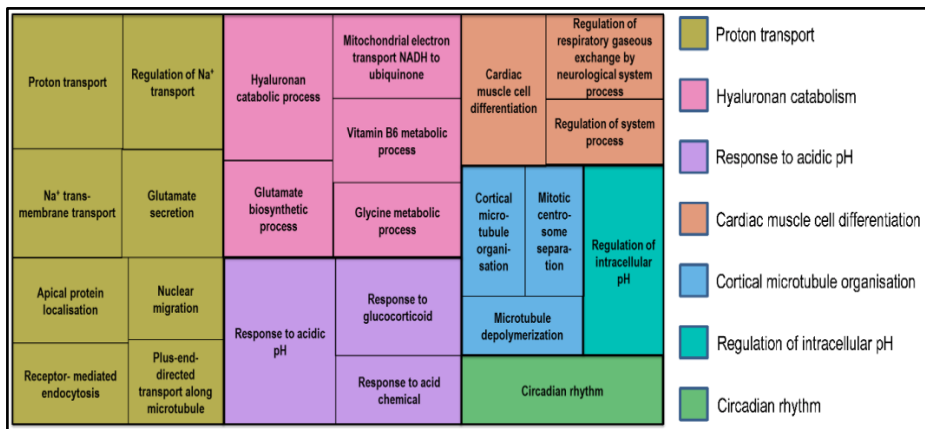 Proton transport
Regulation of Na⁺
transport
Na⁺ trans-
membrane transport
Glutamate
secretion
Apical protein
localisation
Nuclear
migration
Receptor- mediated
endocytosis
Plus-end-
directed
transport along
microtubule
Hyaluronan
catabolic process
Mitochondrial electron
transport NADH to
ubiquinone
Vitamin B6 metabolic
process
Glutamate
biosynthetic
process
Glycine metabolic
process
Response to acidic
pH
Response to
glucocorticoid
Response to acid
chemical
Cardiac
muscle cell
differentiation
Regulation of
respiratory gaseous
exchange by
neurological system
process
Regulation of system
process
Cortical
micro-
tubule
organi-
sation
Mitotic
centro-
some
separa-
tion
Regulation of
intracellular
pH
Microtubule
depolymerization
Circadian rhythm
Proton transport
Hyaluronan catabolism
Response to acidic pH
Cardiac muscle cell differentiation
Cortical microtubule organisation
Regulation of intracellular pH
Circadian rhythm